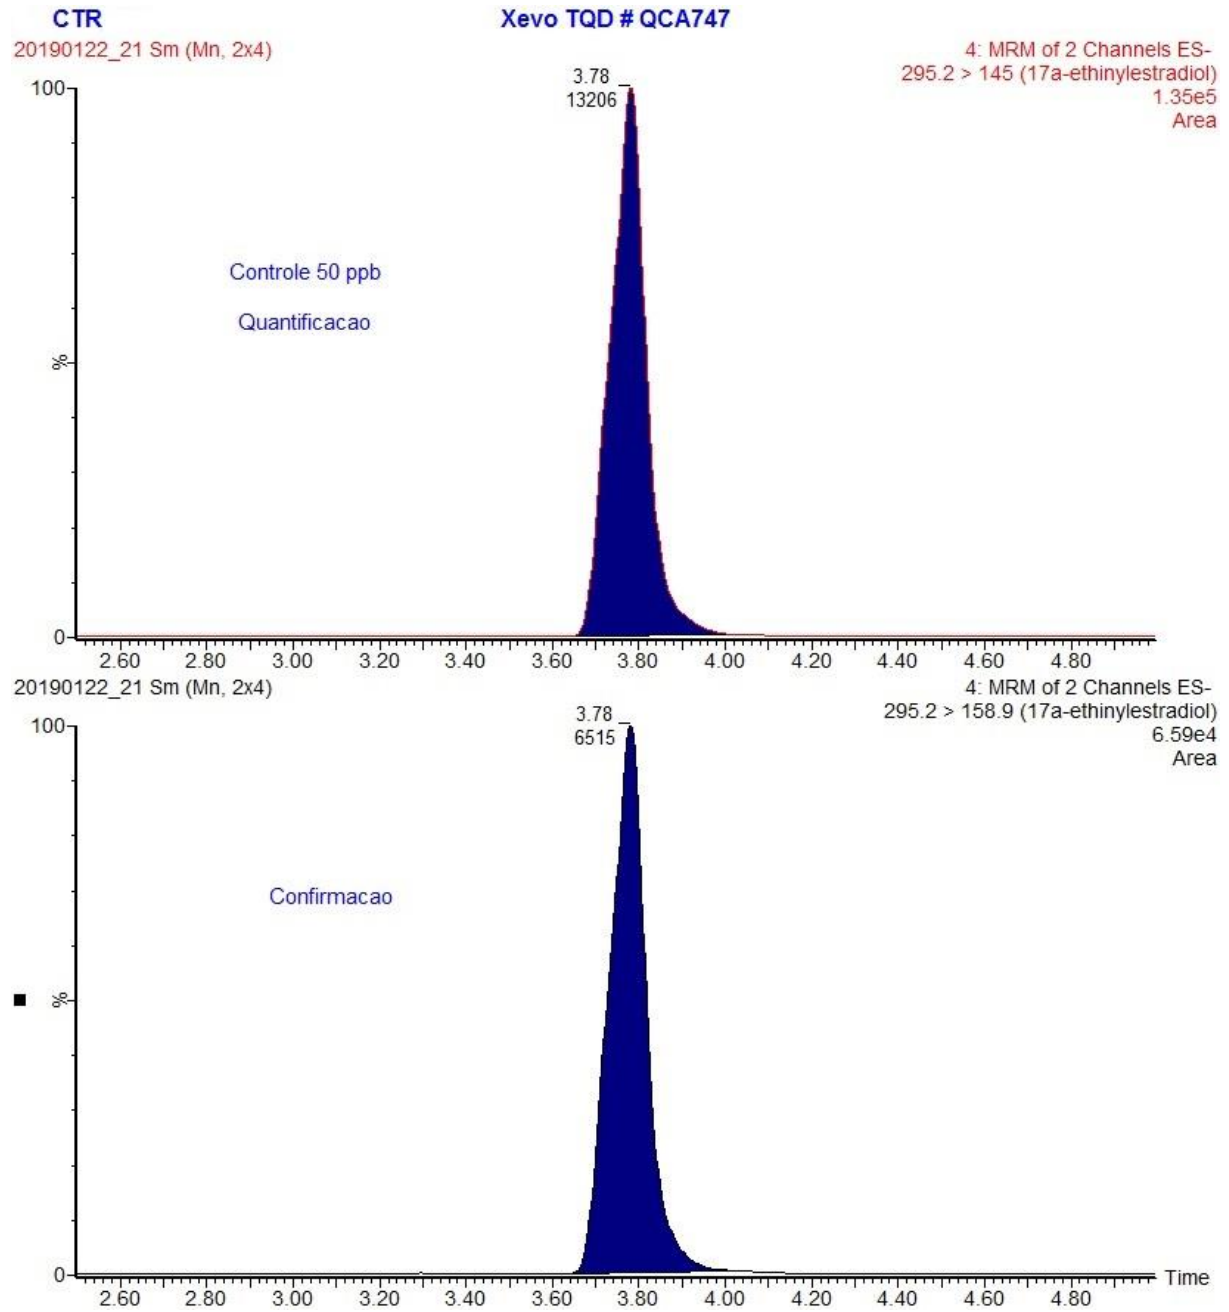 CTR
Xevo TQD # QCA747
20190122_21 Sm (Mn, 2x4)
4: MRM of 2 Channels ES-
295.2 > 145 (17a-ethinylestradiol)
1.35e5
Area
3.78
13206
100
Controle 50 ppb
Quantificacao
%
0
2.60 2.80 3.00 3.20 3.40 3.60 3.80 4.00 4.20 4.40 4.60 4.80
20190122_21 Sm (Mn, 2x4)
4: MRM of 2 Channels ES-
295.2 > 158.9 (17a-ethinylestradiol)
6.59e4
Area
3.78
6515
100
Confirmacao
%
0
Time
2.60 2.80 3.00 3.20 3.40 3.60 3.80 4.00 4.20 4.40 4.60 4.80